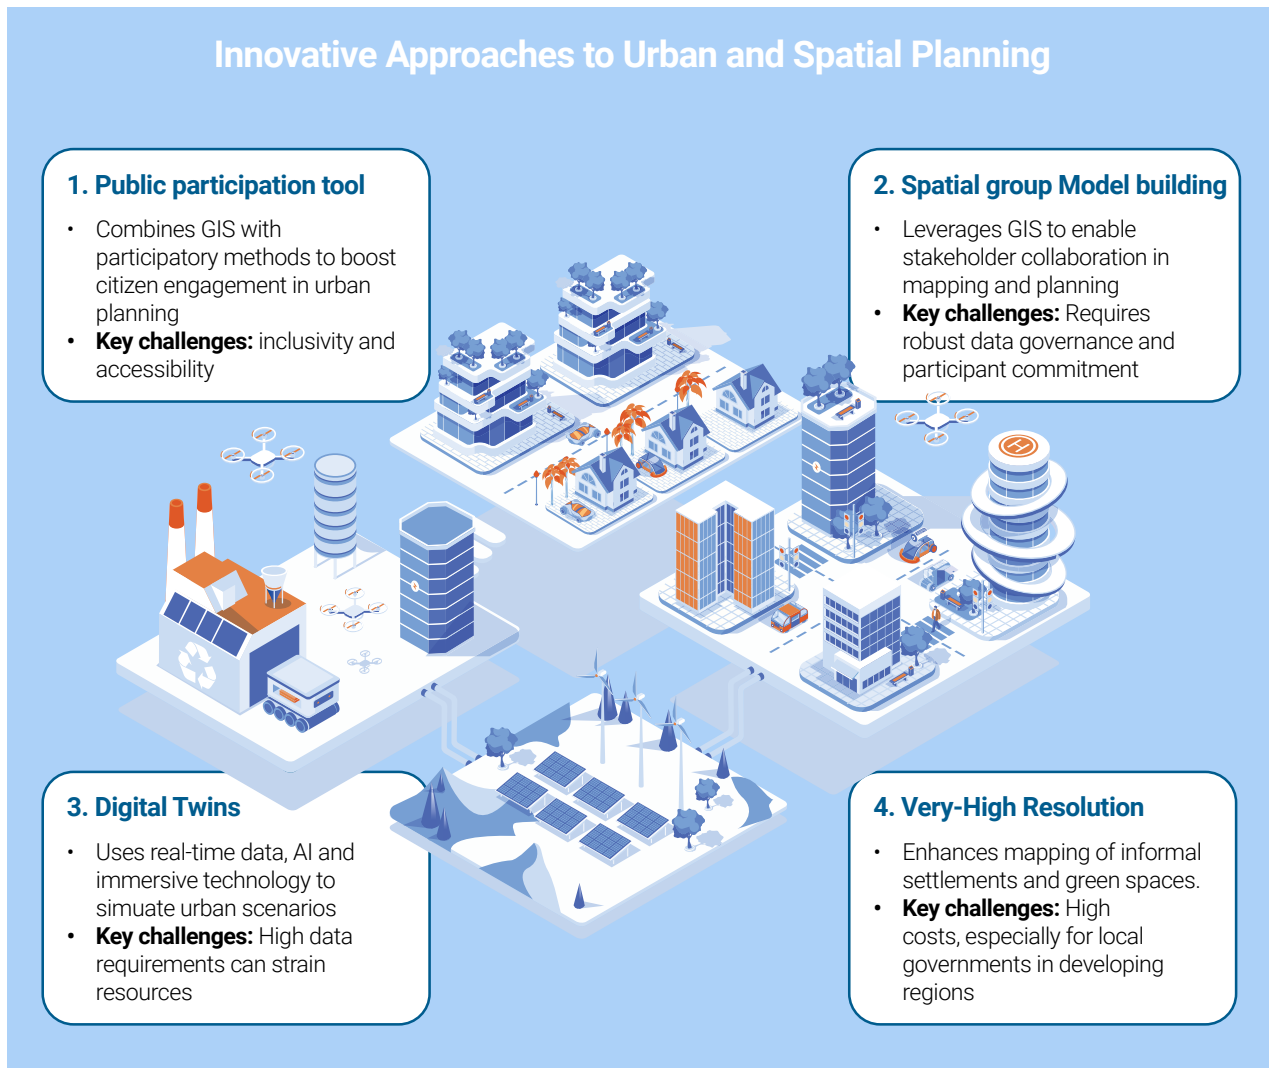 Innovative Approaches to Urban and Spatial Planning
1. Public participation tool
• Combines GIS with
participatory methods to boost
citizen engagement in urban
planning
• Key challenges: inclusivity and
accessibility
2. Spatial group Model building
• Leverages GIS to enable
stakeholder collaboration in
mapping and planning
• Key challenges: Requires
robust data governance and
participant commitment
H
3. Digital Twins
• Uses real-time data, AI and
immersive technology to
simuate urban scenarios
• Key challenges: High data
requirements can strain
resources
4. Very-High Resolution
• Enhances mapping of informal
settlements and green spaces.
• Key challenges: High
costs, especially for local
governments in developing
regions